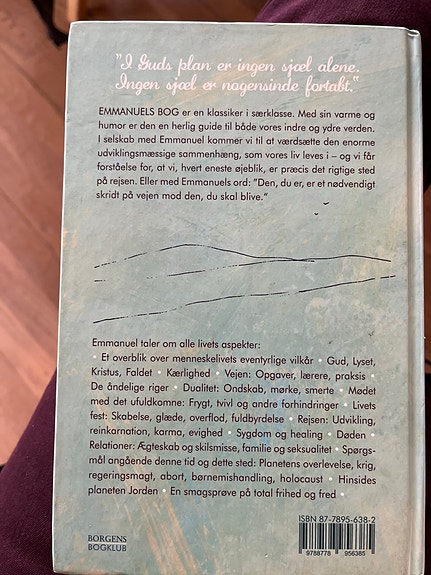 "I Guds plan er ingen sjæl alene.
Ingen sjæl er nogensinde fortabt."
EMMANUELS BOG er en klassiker i særklasse. Med sin varme og
humor er den en herlig guide til både vores indre og ydre verden.
I selskab med Emmanuel kommer vi til at værdsætte den enorme
udviklingsmæssige sammenhæng, som vores liv leves i – og vi får
forståelse for, at vi, hvert eneste øjeblik, er præcis det rigtige sted
på rejsen. Eller med Emmanuels ord: "Den, du er, er et nødvendigt
skridt på vejen mod den, du skal blive."
Emmanuel taler om alle livets aspekter:
• Et overblik over menneskelivets eventyrlige vilkår • Gud, Lyset,
Kristus, Faldet • Kærlighed • Vejen: Opgaver, lærere, praksis •
De åndelige riger • Dualitet: Ondskab, mørke, smerte • Mødet
med det ufuldkomne: Frygt, tvivl og andre forhindringer • Livets
fest: Skabelse, glæde, overflod, fuldbyrdelse • Rejsen: Udvikling,
reinkarnation, karma, evighed • Sygdom og healing • Døden •
Relationer: Ægteskab og skilsmisse, familie og seksualitet • Spørgs-
mål angående denne tid og dette sted: Planetens overlevelse, krig,
regeringsmagt, abort, børnemishandling, holocaust • Hinsides
planeten Jorden • En smagsprøve på total frihed og fred •
ISBN 87-7895-638-2
9788778 956385
BORGENS
BOGKLUB